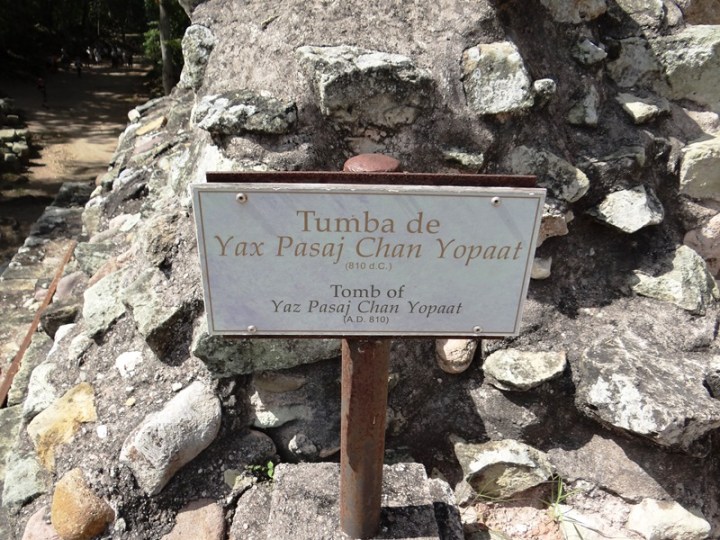 Tumba de
Yax Pasaj Chan Yopaat
(810 d.C.)
Tomb of
Yaz Pasaj Chan Yopaat
(A.D. 810)